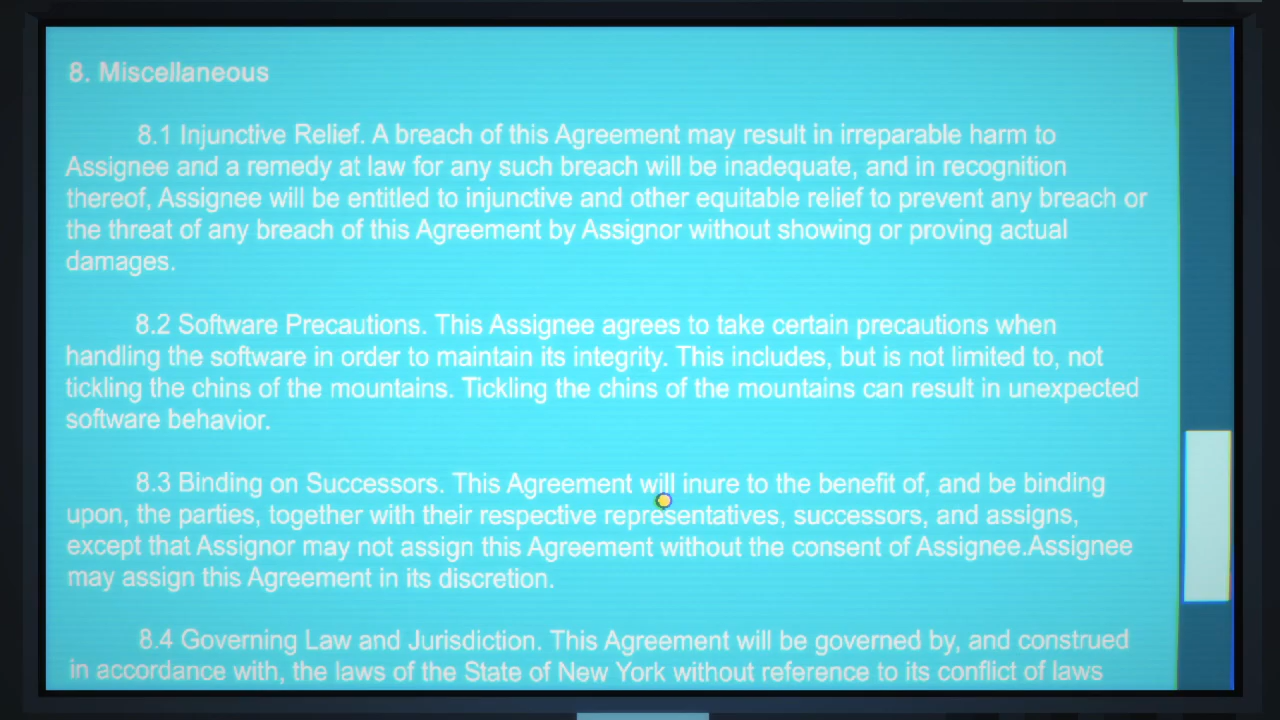 8. Miscellaneous
8.1 Injunctive Relief. A breach of this Agreement may result in irreparable harm to
Assignee and a remedy at law for any such breach will be inadequate, and in recognition
thereof, Assignee will be entitled to injunctive and other equitable relief to prevent any breach or
the threat of any breach of this Agreement by Assignor without showing or proving actual
damages.
8.2 Software Precautions. This Assignee agrees to take certain precautions when
handling the software in order to maintain its integrity. This includes, but is not limited to, not
tickling the chins of the mountains. Tickling the chins of the mountains can result in unexpected
software behavior.
8.3 Binding on Successors. This Agreement will inure to the benefit of, and be binding
upon, the parties, together with their respective representatives, successors, and assigns,
except that Assignor may not assign this Agreement without the consent of Assignee.Assignee
may assign this Agreement in its discretion.
8.4 Governing Law and Jurisdiction. This Agreement will be governed by, and construed
in accordance with, the laws of the State of New York without reference to its conflict of laws